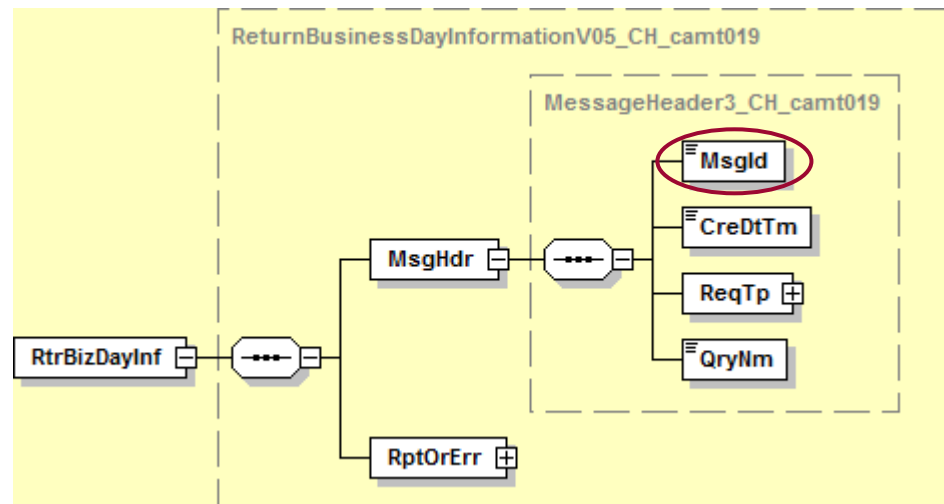 ReturnBusinessDayInformationV05_CH_camt019
MessageHeader3_CH_camt019
MsgId
CreDtTm
MsgHdr
ReqTp
RtrBizDayInf
QryNm
RptOrErr